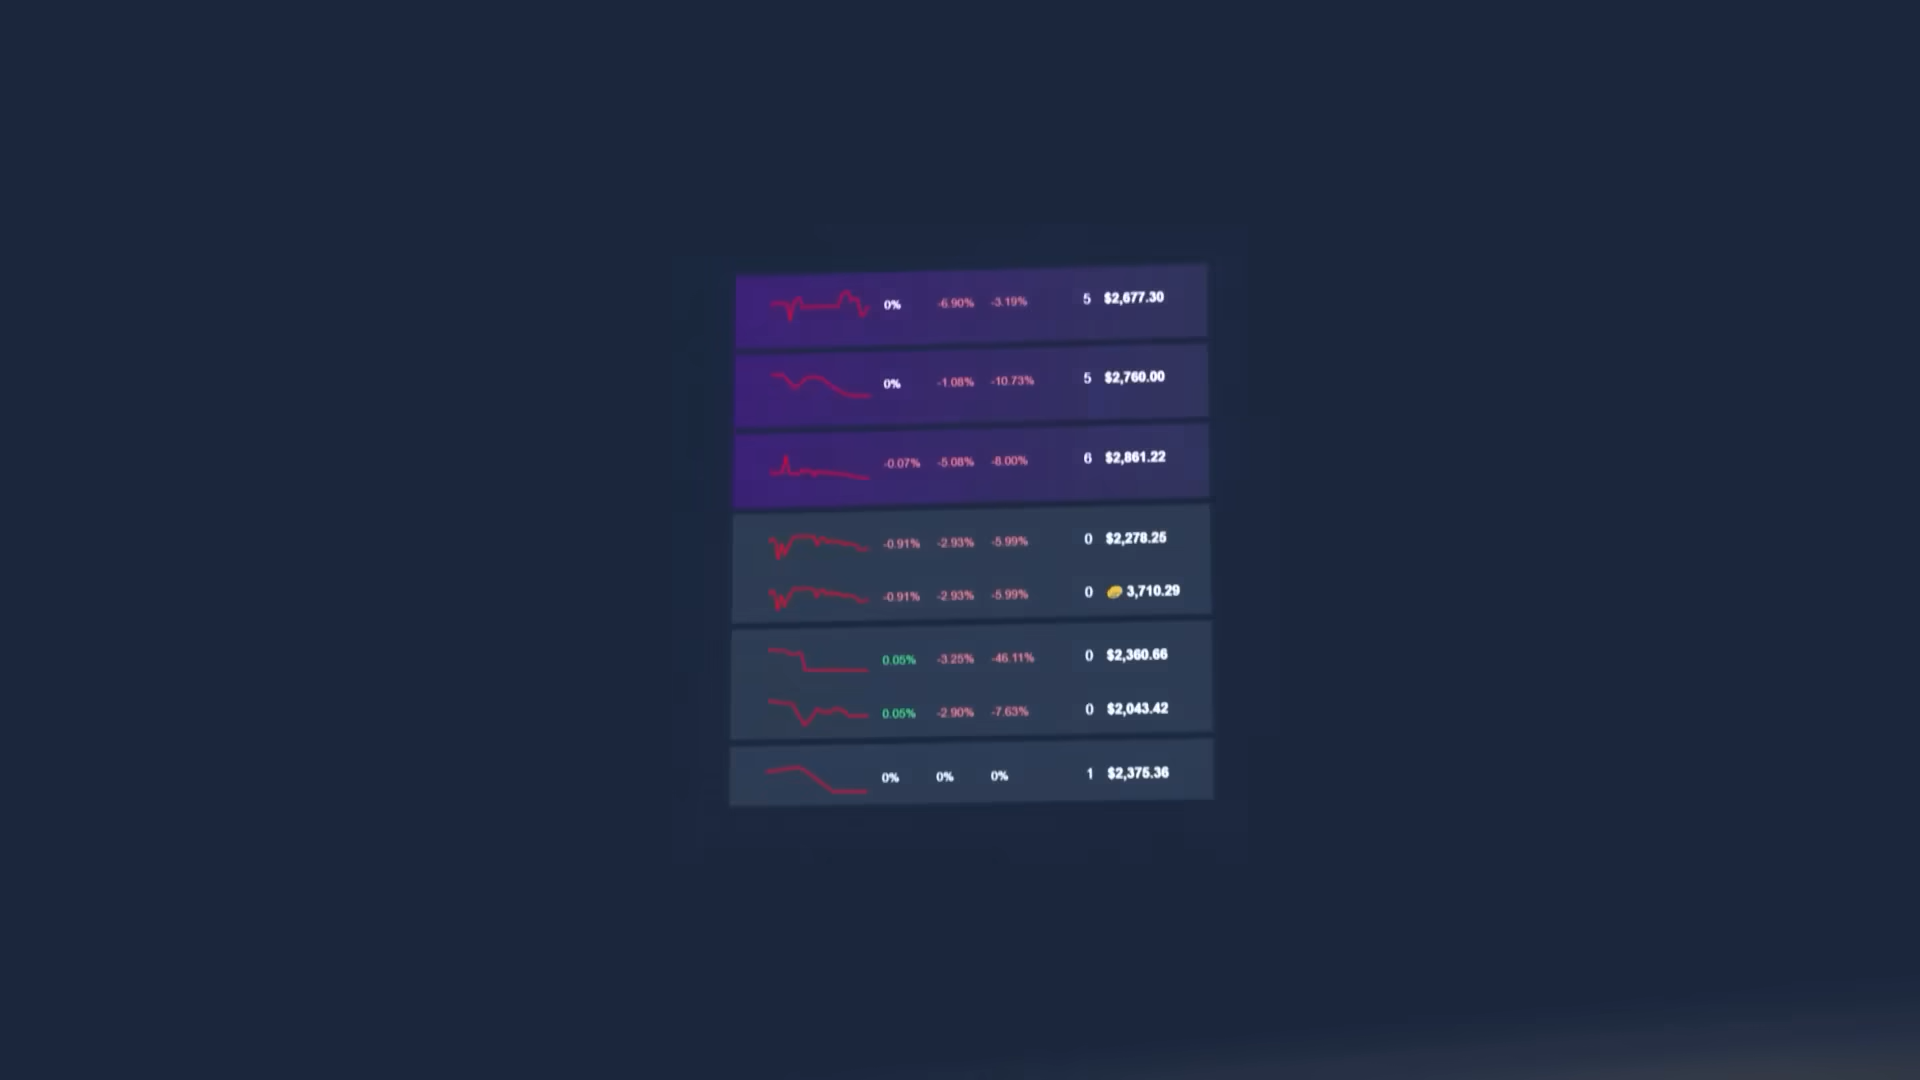 0% -6.90% -3.19% 5 $2,677.30
0% -1.08% -10.73% 5 $2,760.00
-0.07% -5.08% -8.00% 6 $2,861.22
-0.91% -2.93% -5.99% 0 $2,278.25
-0.91% -2.93% -5.99% 0 3,710.29
0.05% -3.25% -46.11% 0 $2,360.66
0.05% -2.90% -7.63% 0 $2,043.42
0% 0% 0% 1 $2,375.36